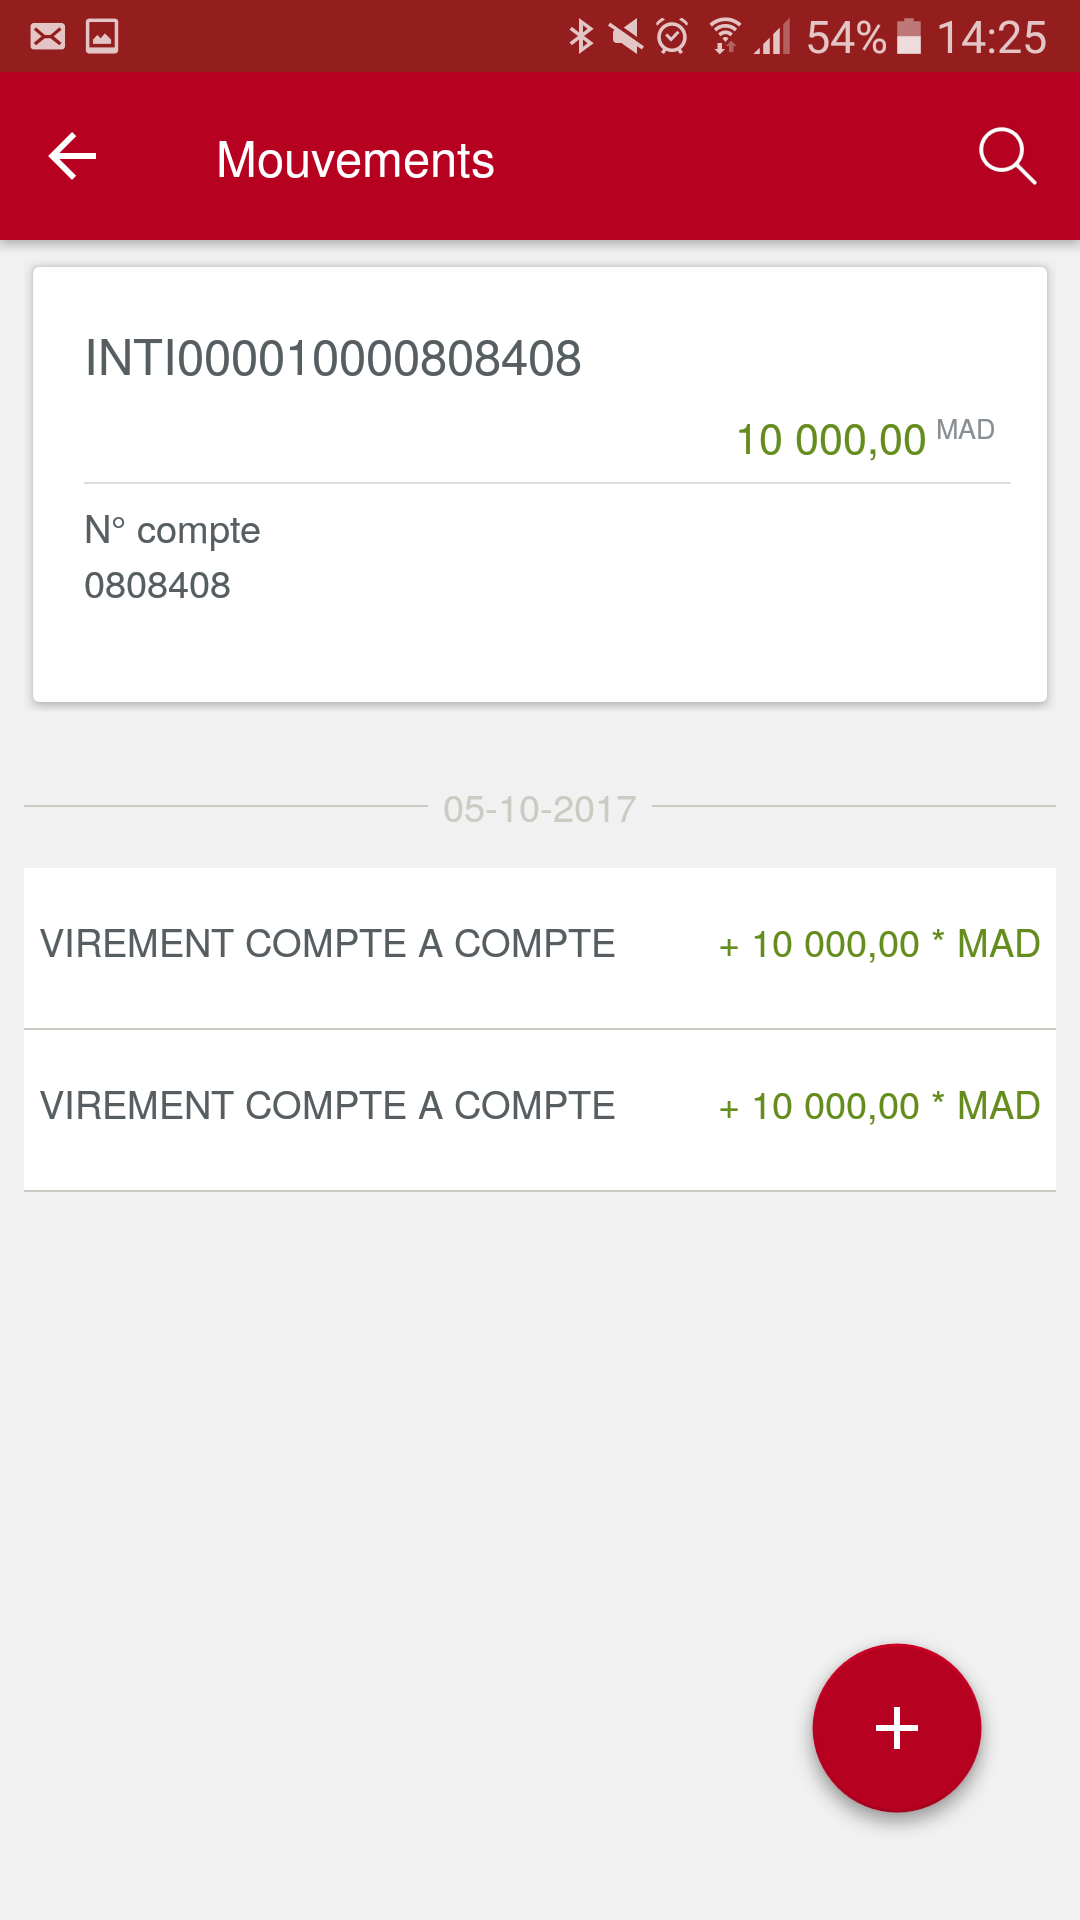 54% 14:25
Mouvements
INTI000010000808408
10 000,00 MAD
N° compte
0808408
05-10-2017
VIREMENT COMPTE A COMPTE + 10 000,00 * MAD
VIREMENT COMPTE A COMPTE + 10 000,00 * MAD